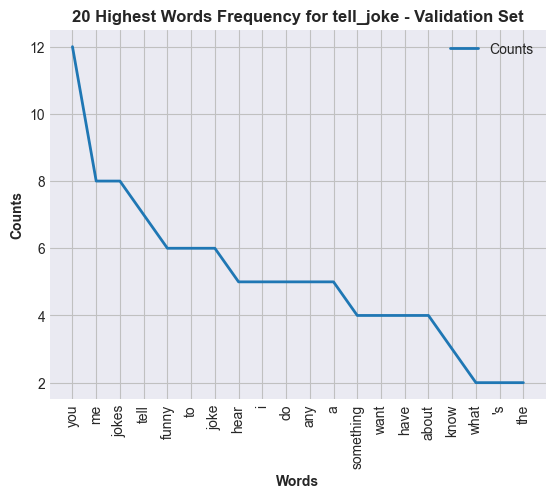 20 Highest Words Frequency for tell_joke - Validation Set
Counts
12
10
8
6
4
2
Counts
you
me
jokes
tell
funny
to
joke
hear
i
do
any
a
something
want
have
about
know
what
's
the
Words